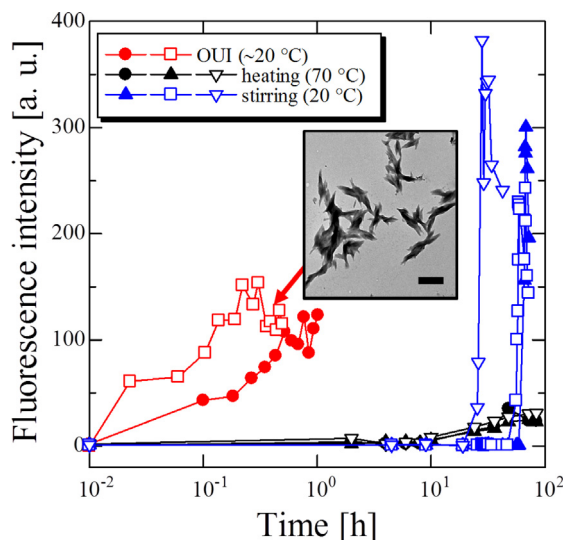 400
300
200
100
0
Fluorescence intensity [a. u.]
OUI (~20 °C)
heating (70 °C)
stirring (20 °C)
10-2
10-1
100
101
102
Time [h]